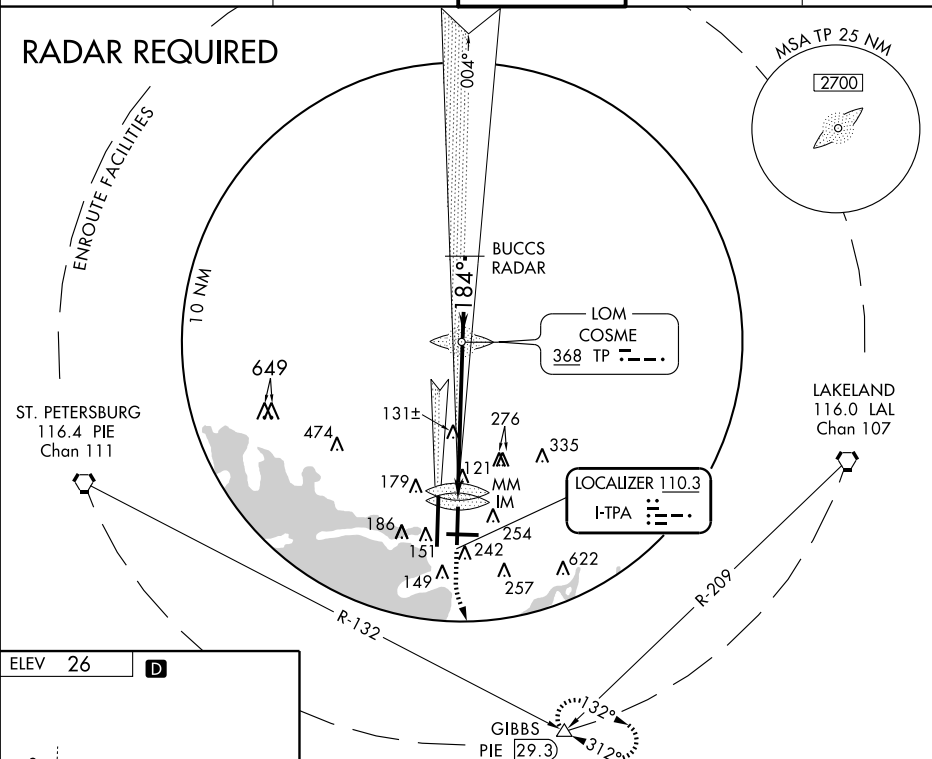 RADAR REQUIRED
MSA TP 25 NM
2700
004°
ENROUTE FACILITIES
10 NM
184°
BUCCS
RADAR
LOM
COSME
368 TP
649
474
131±
276
335
ST. PETERSBURG
116.4 PIE
Chan 111
LAKELAND
116.0 LAL
Chan 107
179
121
MM
IM
LOCALIZER 110.3
I-TPA
186
151
254
242
149
257
622
R-132
R-209
ELEV 26
D
GIBBS
PIE 29.3
132°
312°